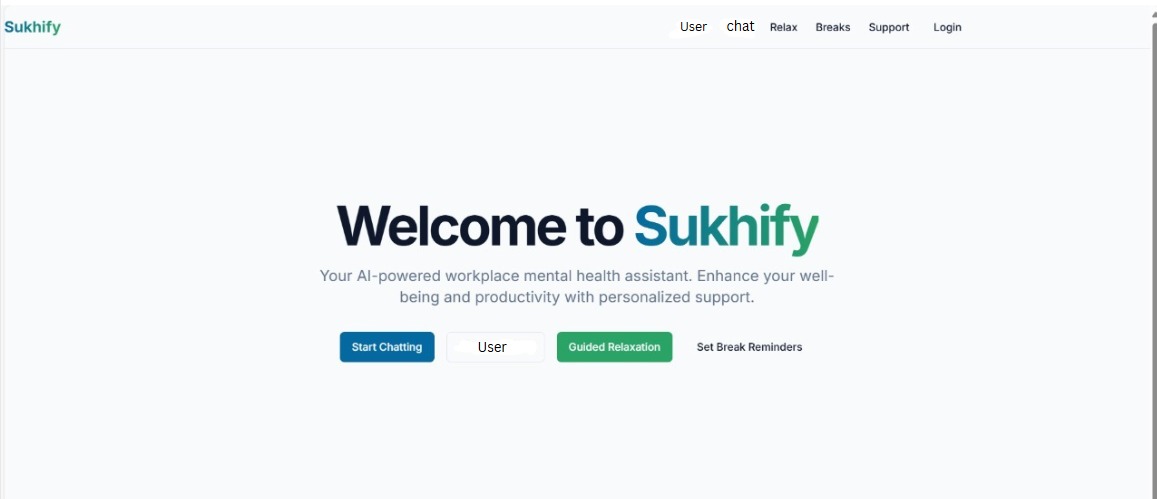 Sukhify User chat Relax Breaks Support Login
Welcome to Sukhify
Your AI-powered workplace mental health assistant. Enhance your well-
being and productivity with personalized support.
Start Chatting User Guided Relaxation Set Break Reminders